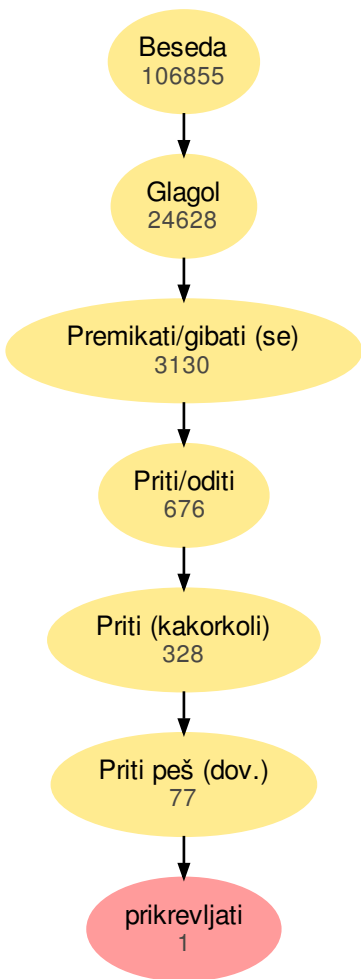 Beseda
106855
Glagol
24628
Premikati/gibati (se)
3130
Priti/oditi
676
Priti (kakorkoli)
328
Priti peš (dov.)
77
prikrevljati
1